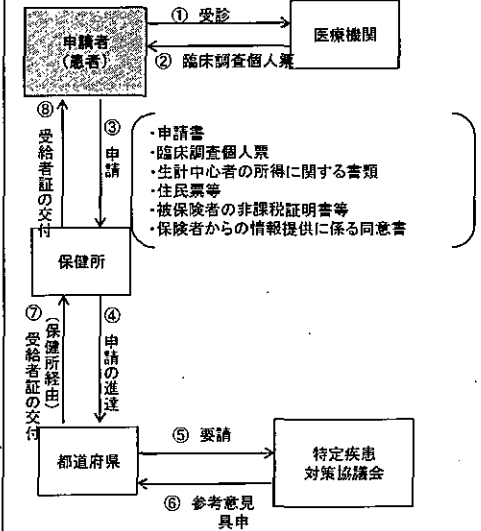 ① 受診
申請者
(患者)
医療機関
② 臨床調査個人票
⑧ 受給者証の交付
③ 申請
・申請書
・臨床調査個人票
・生計中心者の所得に関する書類
・住民票等
・被保険者の非課税証明書等
・保険者からの情報提供に係る同意書
保健所
⑦ 受給者証の交付
(保健所経由)
④ 申請の進達
都道府県
⑤ 要請
特定疾患
対策協議会
⑥ 参考意見
具申